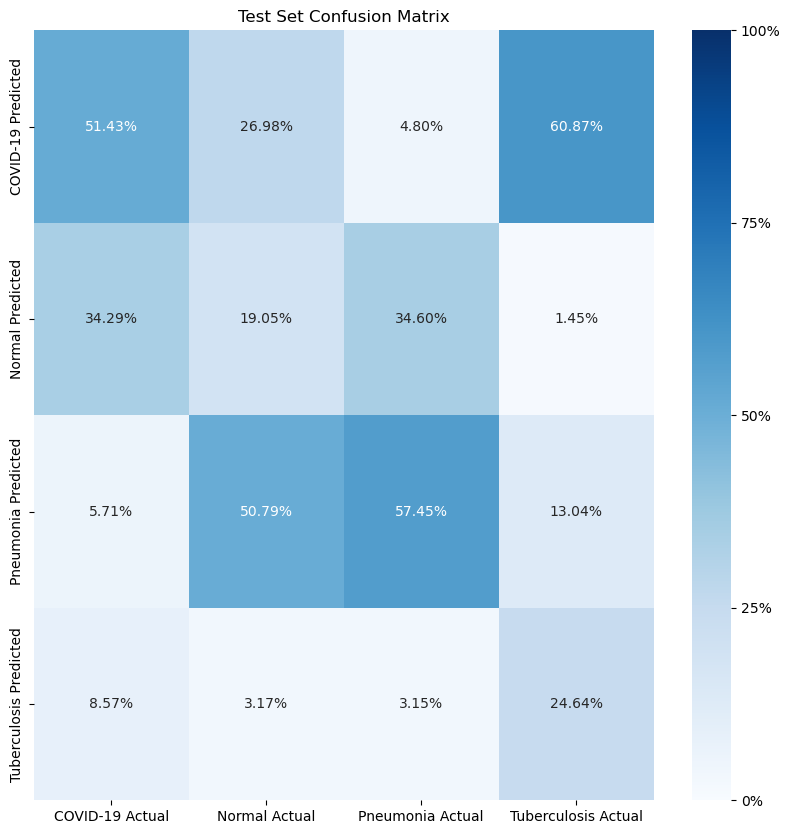 Test Set Confusion Matrix
COVID-19 Predicted
51.43% 26.98% 4.80% 60.87%
Normal Predicted
34.29% 19.05% 34.60% 1.45%
Pneumonia Predicted
5.71% 50.79% 57.45% 13.04%
Tuberculosis Predicted
8.57% 3.17% 3.15% 24.64%
COVID-19 Actual Normal Actual Pneumonia Actual Tuberculosis Actual
100%
75%
50%
25%
0%